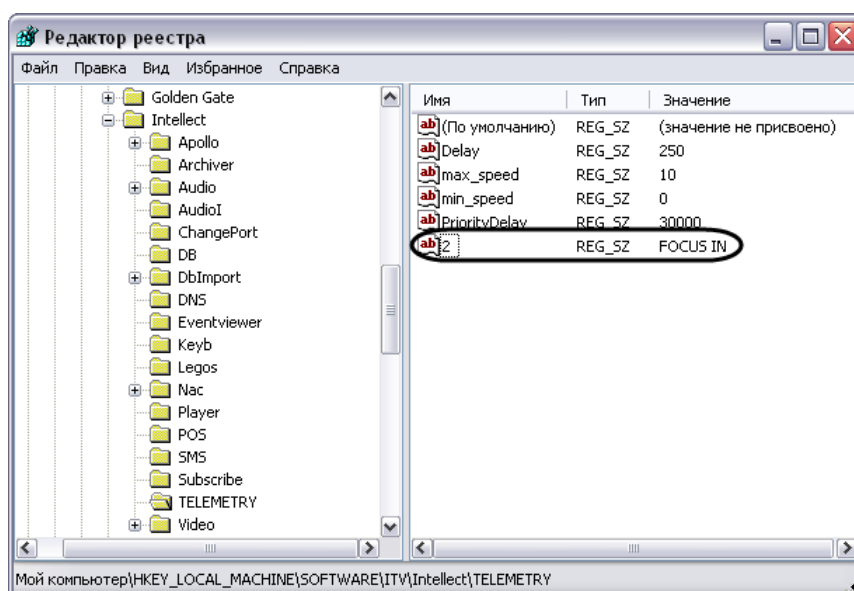 Редактор реестра
Файл Правка Вид Избранное Справка
Golden Gate
Intellect
Apollo
Archiver
Audio
AudioI
ChangePort
DB
DbImport
DNS
Eventviewer
Keyb
Legos
Nac
Player
POS
SMS
Subscribe
TELEMETRY
Video
Имя Тип Значение
(По умолчанию) REG_SZ (значение не присвоено)
Delay REG_SZ 250
max_speed REG_SZ 10
min_speed REG_SZ 0
PriorityDelay REG_SZ 30000
2 REG_SZ FOCUS IN
Мой компьютер\HKEY_LOCAL_MACHINE\SOFTWARE\ITV\Intellect\TELEMETRY